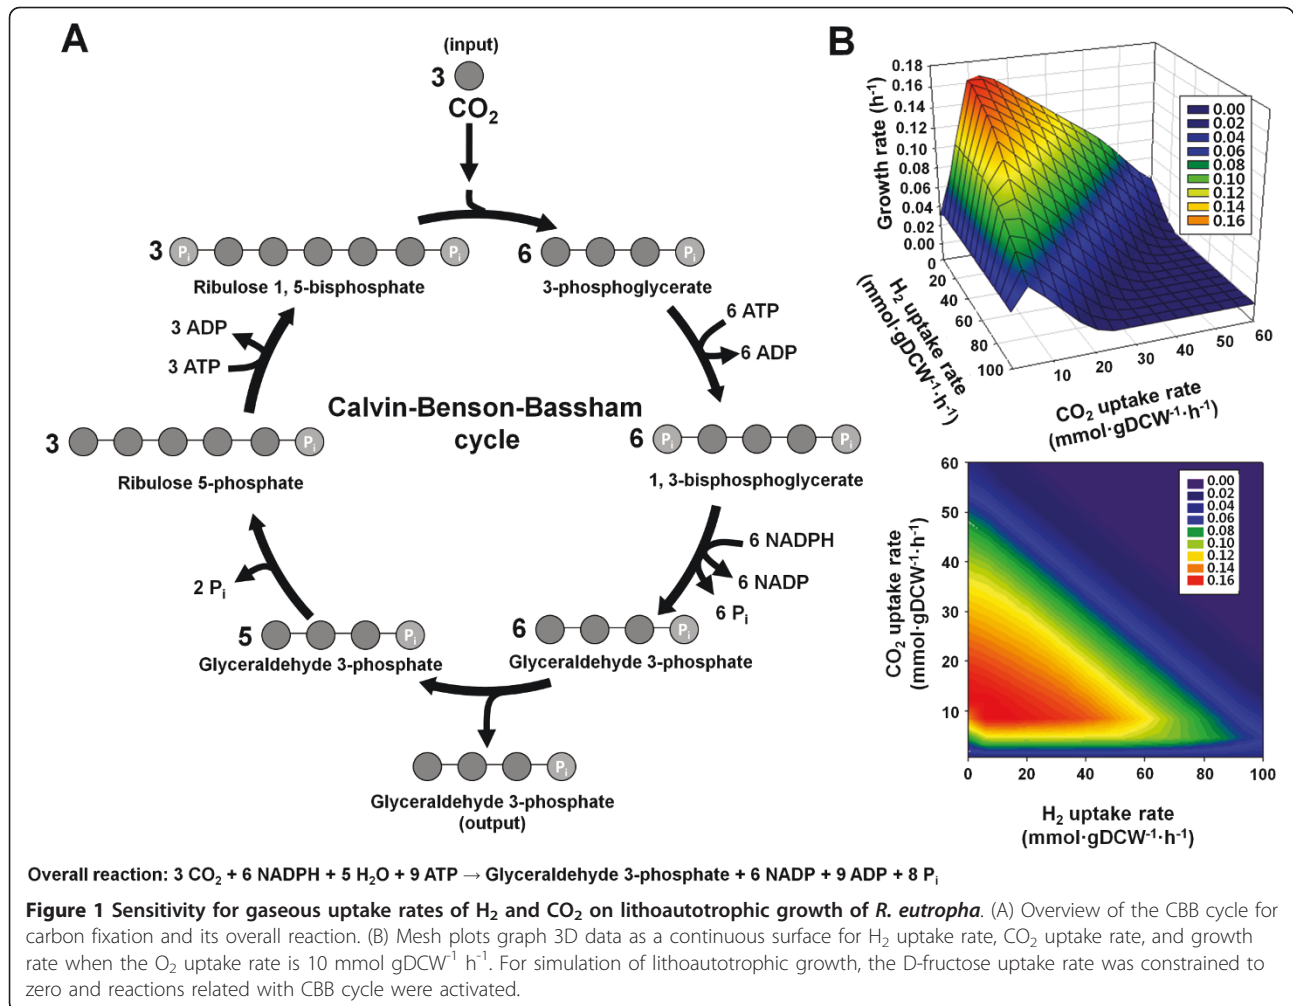 A
(input)
3
CO₂
3 Pᵢ Pᵢ
Ribulose 1, 5-bisphosphate
6 Pᵢ
3-phosphoglycerate
3 ADP
3 ATP
6 ATP
6 ADP
Calvin-Benson-Bassham
cycle
3 Pᵢ
Ribulose 5-phosphate
6 Pᵢ Pᵢ
1, 3-bisphosphoglycerate
6 NADPH
6 NADP
6 Pᵢ
2 Pᵢ
5 Pᵢ
Glyceraldehyde 3-phosphate
6 Pᵢ
Glyceraldehyde 3-phosphate
Pᵢ
Glyceraldehyde 3-phosphate
(output)
B
Growth rate (h⁻¹)
0.18
0.16
0.14
0.12
0.10
0.08
0.06
0.04
0.02
0.00
0
20
40
60
80
100
H₂ uptake rate
(mmol·gDCW⁻¹·h⁻¹)
10
20
30
40
50
60
CO₂ uptake rate
(mmol·gDCW⁻¹·h⁻¹)
0.00
0.02
0.04
0.06
0.08
0.10
0.12
0.14
0.16
CO₂ uptake rate
(mmol·gDCW⁻¹·h⁻¹)
60
50
40
30
20
10
0.00
0.02
0.04
0.06
0.08
0.10
0.12
0.14
0.16
0 20 40 60 80 100
H₂ uptake rate
(mmol·gDCW⁻¹·h⁻¹)
Overall reaction: 3 CO₂ + 6 NADPH + 5 H₂O + 9 ATP → Glyceraldehyde 3-phosphate + 6 NADP + 9 ADP + 8 Pᵢ
Figure 1 Sensitivity for gaseous uptake rates of H₂ and CO₂ on lithoautotrophic growth of R. eutropha. (A) Overview of the CBB cycle for
carbon fixation and its overall reaction. (B) Mesh plots graph 3D data as a continuous surface for H₂ uptake rate, CO₂ uptake rate, and growth
rate when the O₂ uptake rate is 10 mmol gDCW⁻¹ h⁻¹. For simulation of lithoautotrophic growth, the D-fructose uptake rate was constrained to
zero and reactions related with CBB cycle were activated.